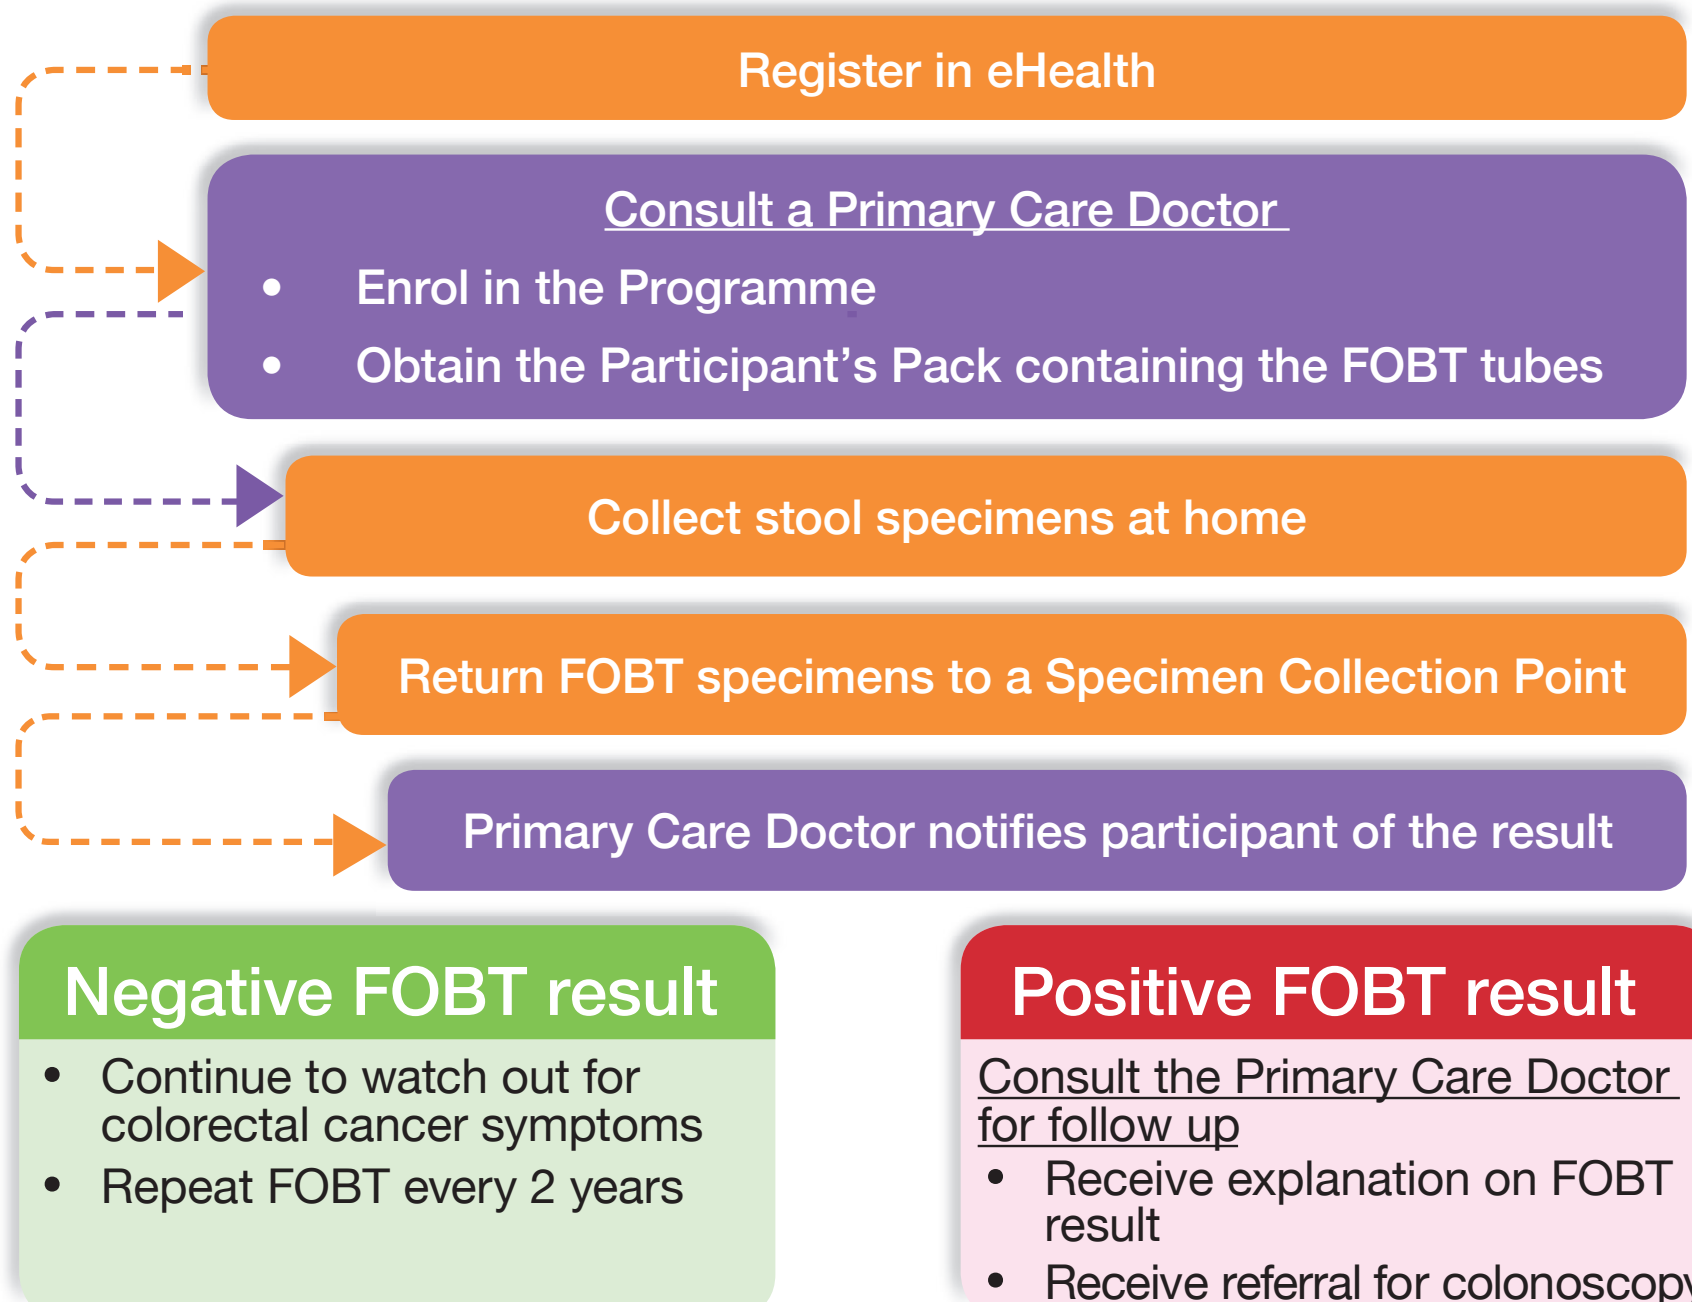 Register in eHealth
Consult a Primary Care Doctor
• Enrol in the Programme
• Obtain the Participant’s Pack containing the FOBT tubes
Collect stool specimens at home
Return FOBT specimens to a Specimen Collection Point
Primary Care Doctor notifies participant of the result
Negative FOBT result
• Continue to watch out for
colorectal cancer symptoms
• Repeat FOBT every 2 years
Positive FOBT result
Consult the Primary Care Doctor
for follow up
• Receive explanation on FOBT
result
• Receive referral for colonoscopy